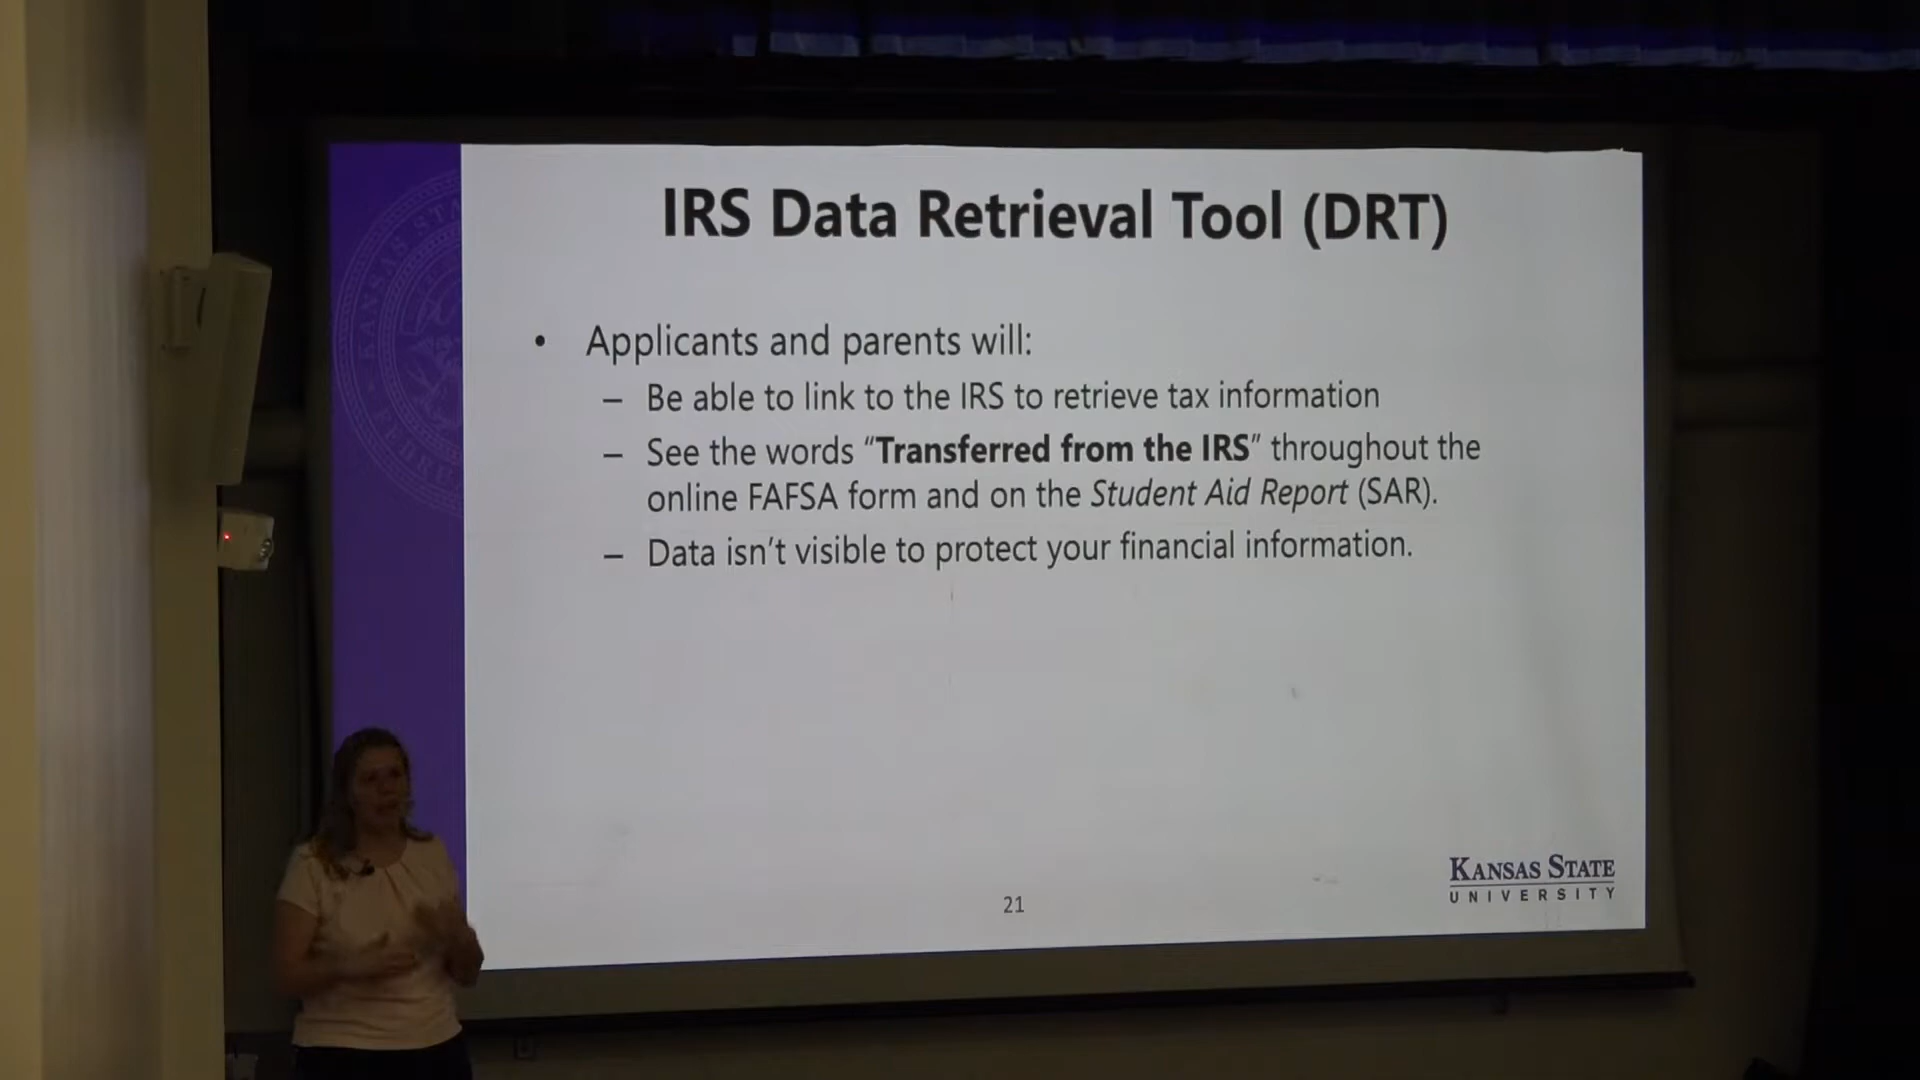 IRS Data Retrieval Tool (DRT)
• Applicants and parents will:
– Be able to link to the IRS to retrieve tax information
– See the words “Transferred from the IRS” throughout the
online FAFSA form and on the Student Aid Report (SAR).
– Data isn’t visible to protect your financial information.
21
KANSAS STATE
UNIVERSITY